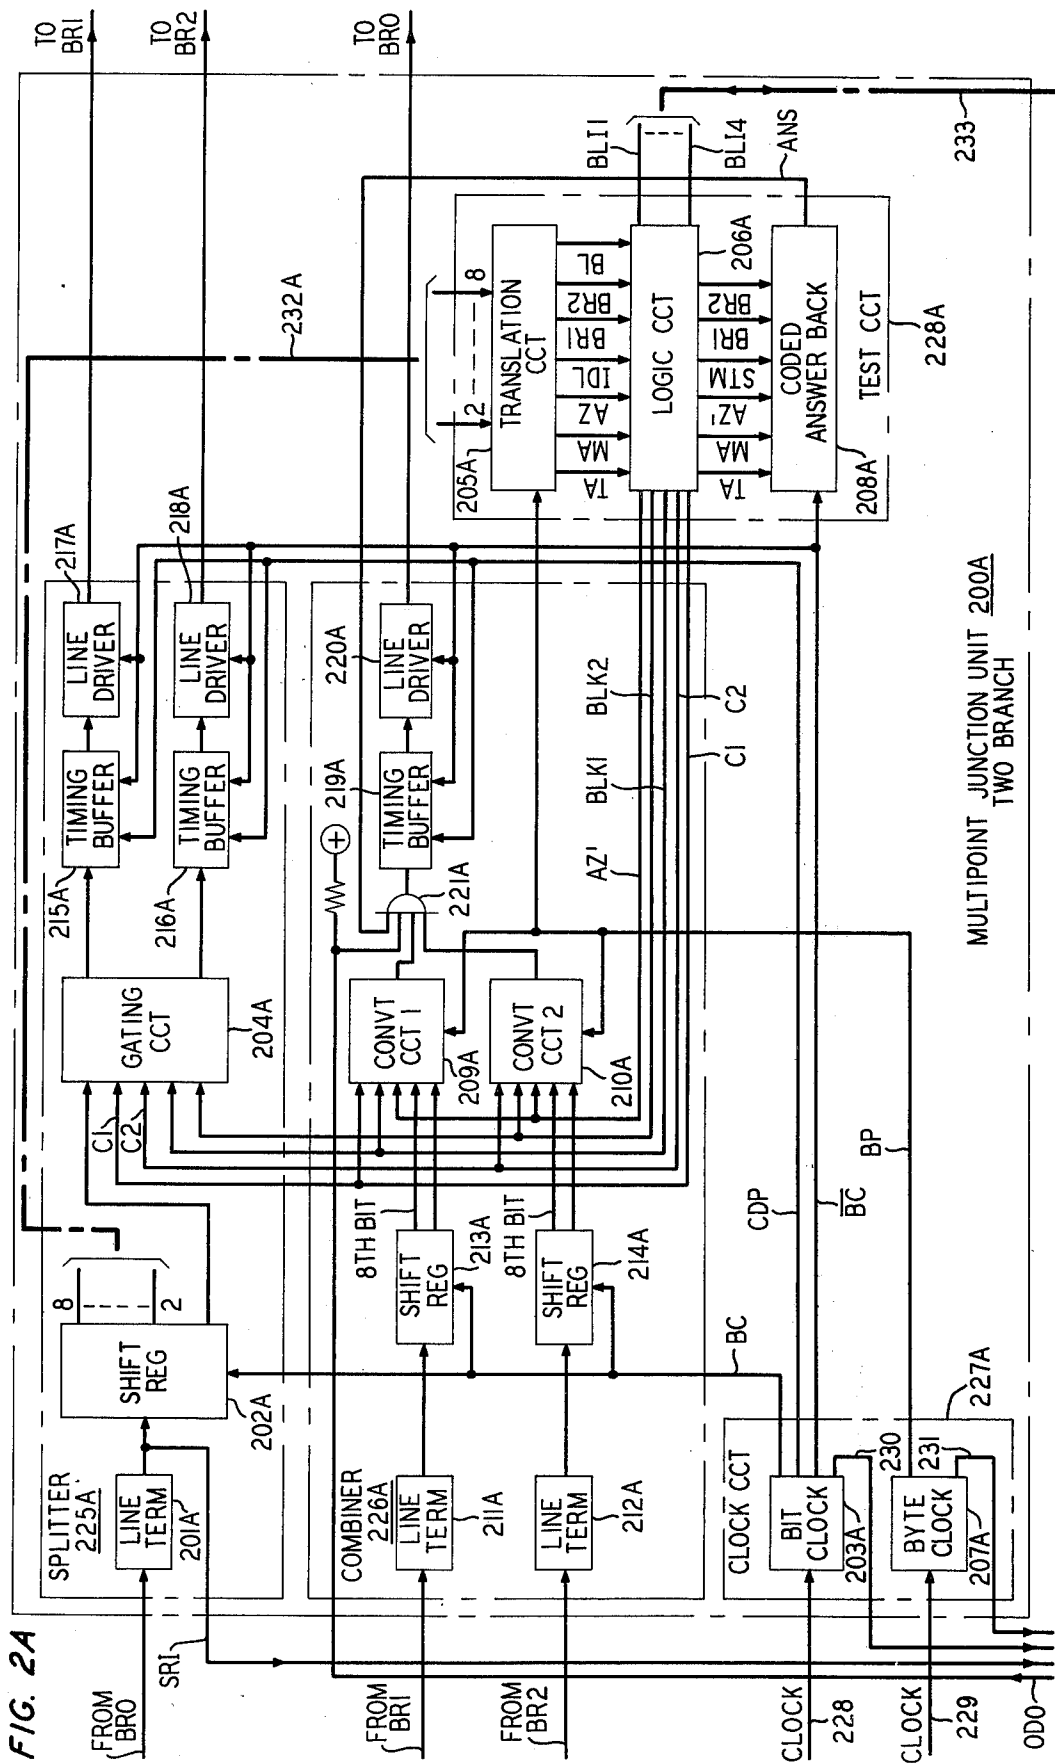 FIG. 2A
FROM
BR0
SRI
SPLITTER
225A
LINE
TERM
201A
SHIFT
REG
8
2
202A
C1
C2
GATING
CCT
204A
215A
TIMING
BUFFER
LINE
DRIVER
217A
TO
BR1
216A
TIMING
BUFFER
LINE
DRIVER
218A
TO
BR2
232A
FROM
BR1
COMBINER
226A
LINE
TERM
211A
SHIFT
REG
213A
8TH BIT
CONVT
CCT 1
209A
FROM
BR2
LINE
TERM
212A
SHIFT
REG
214A
8TH BIT
CONVT
CCT 2
210A
221A
219A
TIMING
BUFFER
220A
LINE
DRIVER
TO
BR0
AZ'
BLK1
BLK2
C1
C2
2
8
205A
TRANSLATION
CCT
TA
MA
AZ
IDL
BR1
BR2
BL
LOGIC CCT
206A
TA
MA
AZ'
STM
BR1
BR2
CODED
ANSWER BACK
208A
TEST CCT
228A
BLI1
BLI4
ANS
233
CLOCK
228
CLOCK
229
CLOCK CCT
227A
BIT
CLOCK
203A
BYTE
CLOCK
207A
230
231
BC
CDP
BC
BP
ODO
MULTIPOINT JUNCTION UNIT 200A
TWO BRANCH